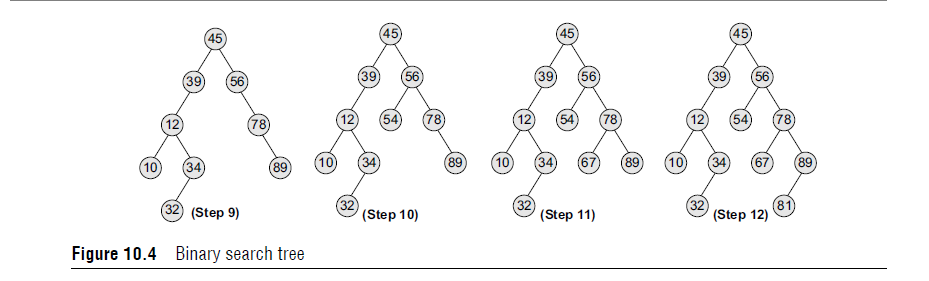 45 45 45 45
39 56 39 56 39 56 39 56
12 78 12 54 78 12 54 78 12 54 78
10 34 89 10 34 89 10 34 67 89 10 34 67 89
32 (Step 9) 32 (Step 10) 32 (Step 11) 32 (Step 12) 81
Figure 10.4 Binary search tree